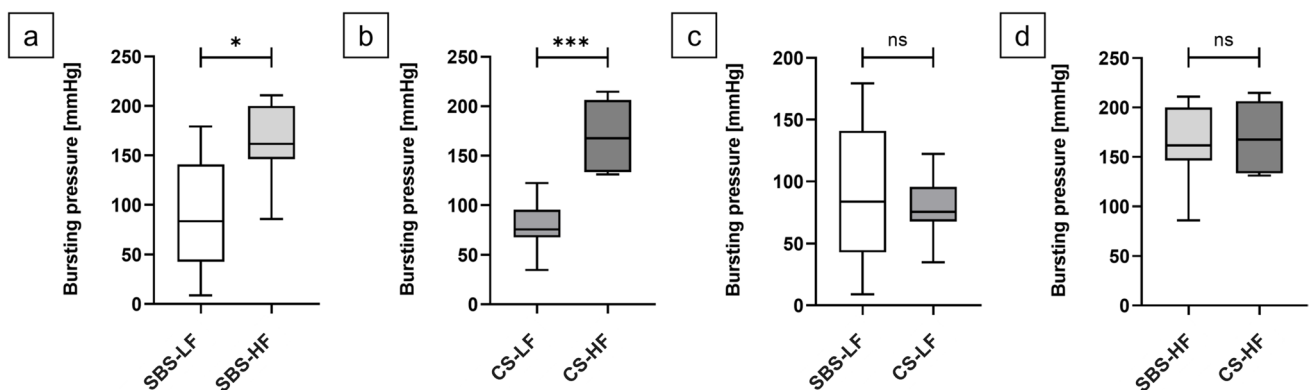 a
Bursting pressure [mmHg]
250
200
150
100
50
0
*
SBS-LF
SBS-HF
b
Bursting pressure [mmHg]
250
200
150
100
50
0
***
CS-LF
CS-HF
c
Bursting pressure [mmHg]
200
150
100
50
0
ns
SBS-LF
CS-LF
d
Bursting pressure [mmHg]
250
200
150
100
50
0
ns
SBS-HF
CS-HF